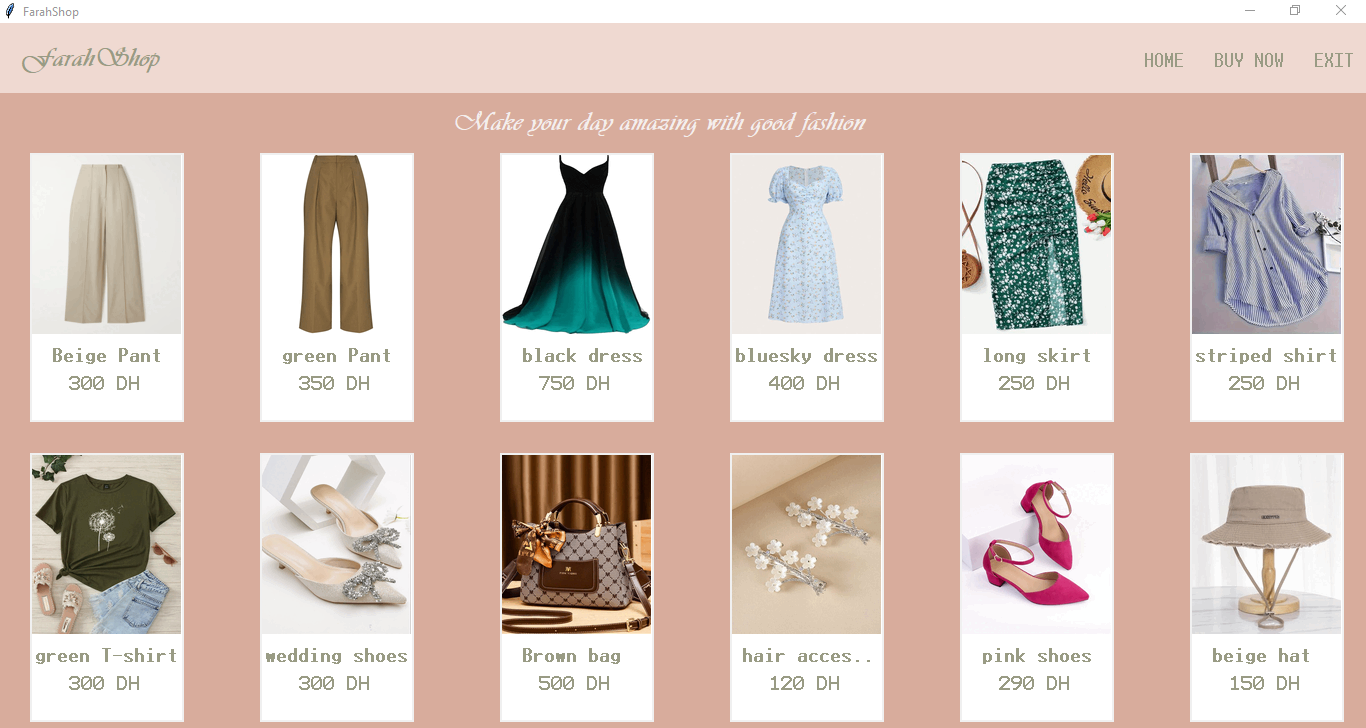 FarahShop
FarahShop
HOME BUY NOW EXIT
Make your day amazing with good fashion
Beige Pant
300 DH
green Pant
350 DH
black dress
750 DH
bluesky dress
400 DH
long skirt
250 DH
striped shirt
250 DH
green T-shirt
300 DH
wedding shoes
300 DH
Brown bag
500 DH
hair acces..
120 DH
pink shoes
290 DH
beige hat
150 DH